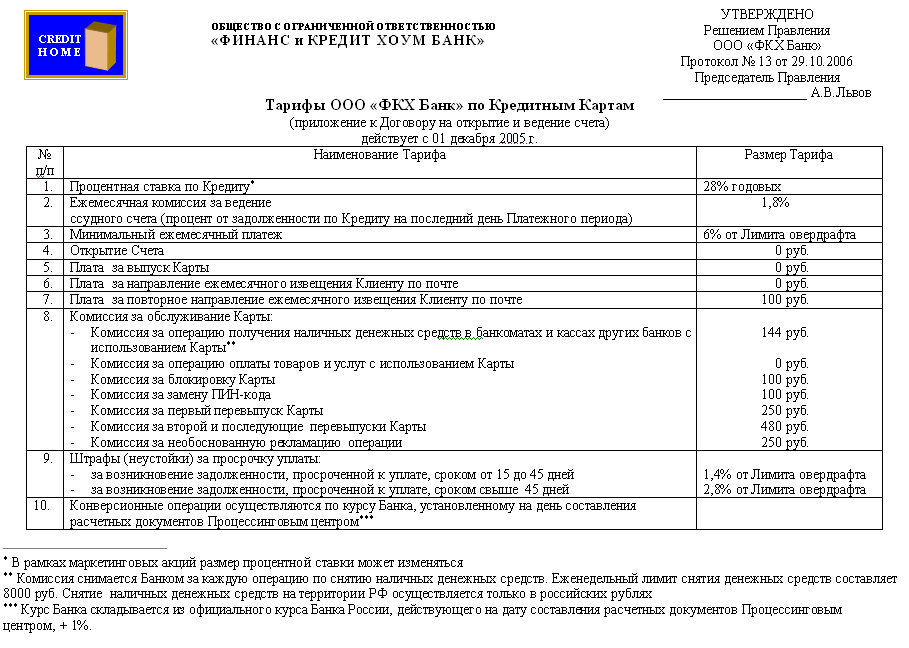 CREDIT
HOME
ОБЩЕСТВО С ОГРАНИЧЕННОЙ ОТВЕТСТВЕННОСТЬЮ
«ФИНАНС и КРЕДИТ ХОУМ БАНК»
УТВЕРЖДЕНО
Решением Правления
ООО «ФКХ Банк»
Протокол № 13 от 29.10.2006
Председатель Правления
______________________ А.В.Львов
Тарифы ООО «ФКХ Банк» по Кредитным Картам
(приложение к Договору на открытие и ведение счета)
действует с 01 декабря 2005 г.
№ п/п Наименование Тарифа Размер Тарифа
1. Процентная ставка по Кредиту♦ 28% годовых
2. Ежемесячная комиссия за ведение 1,8%
ссудного счета (процент от задолженности по Кредиту на последний день Платежного периода)
3. Минимальный ежемесячный платеж 6% от Лимита овердрафта
4. Открытие Счета 0 руб.
5. Плата за выпуск Карты 0 руб.
6. Плата за направление ежемесячного извещения Клиенту по почте 0 руб.
7. Плата за повторное направление ежемесячного извещения Клиенту по почте 100 руб.
8. Комиссия за обслуживание Карты:
- Комиссия за операцию получения наличных денежных средств в банкоматах и кассах других банков с 144 руб.
использованием Карты♦♦
- Комиссия за операцию оплаты товаров и услуг с использованием Карты 0 руб.
- Комиссия за блокировку Карты 100 руб.
- Комиссия за замену ПИН-кода 100 руб.
- Комиссия за первый перевыпуск Карты 250 руб.
- Комиссия за второй и последующие перевыпуски Карты 480 руб.
- Комиссия за необоснованную рекламацию операции 250 руб.
9. Штрафы (неустойки) за просрочку уплаты:
- за возникновение задолженности, просроченной к уплате, сроком от 15 до 45 дней 1,4% от Лимита овердрафта
- за возникновение задолженности, просроченной к уплате, сроком свыше 45 дней 2,8% от Лимита овердрафта
10. Конверсионные операции осуществляются по курсу Банка, установленному на день составления
расчетных документов Процессинговым центром♦♦♦
♦ В рамках маркетинговых акций размер процентной ставки может изменяться
♦♦ Комиссия снимается Банком за каждую операцию по снятию наличных денежных средств. Еженедельный лимит снятия денежных средств составляет
8000 руб. Снятие наличных денежных средств на территории РФ осуществляется только в российских рублях
♦♦♦ Курс Банка складывается из официального курса Банка России, действующего на дату составления расчетных документов Процессинговым
центром, + 1%.